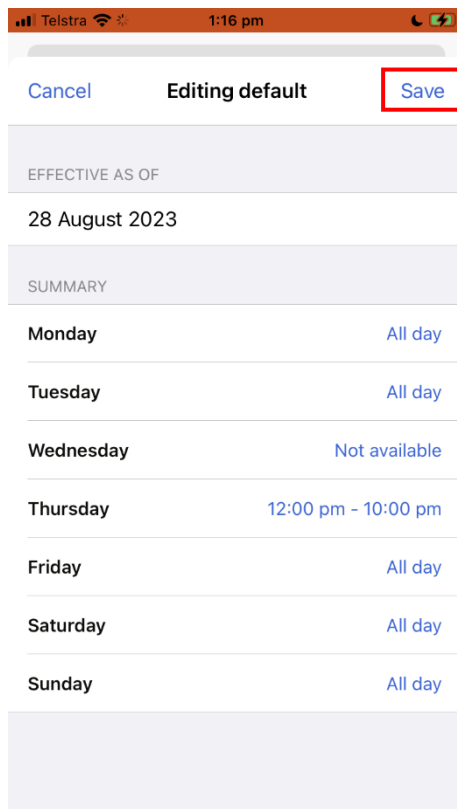 Telstra 1:16 pm
Cancel Editing default Save
EFFECTIVE AS OF
28 August 2023
SUMMARY
Monday All day
Tuesday All day
Wednesday Not available
Thursday 12:00 pm - 10:00 pm
Friday All day
Saturday All day
Sunday All day